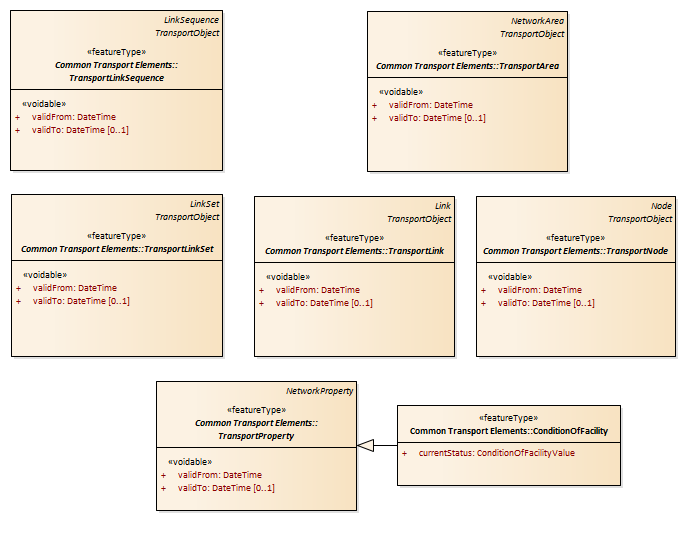 LinkSequence
TransportObject
«featureType»
Common Transport Elements::
TransportLinkSequence
«voidable»
+ validFrom: DateTime
+ validTo: DateTime [0..1]
NetworkArea
TransportObject
«featureType»
Common Transport Elements::TransportArea
«voidable»
+ validFrom: DateTime
+ validTo: DateTime [0..1]
LinkSet
TransportObject
«featureType»
Common Transport Elements::TransportLinkSet
«voidable»
+ validFrom: DateTime
+ validTo: DateTime [0..1]
Link
TransportObject
«featureType»
Common Transport Elements::TransportLink
«voidable»
+ validFrom: DateTime
+ validTo: DateTime [0..1]
Node
TransportObject
«featureType»
Common Transport Elements::TransportNode
«voidable»
+ validFrom: DateTime
+ validTo: DateTime [0..1]
NetworkProperty
«featureType»
Common Transport Elements::
TransportProperty
«voidable»
+ validFrom: DateTime
+ validTo: DateTime [0..1]
«featureType»
Common Transport Elements::ConditionOfFacility
+ currentStatus: ConditionOfFacilityValue